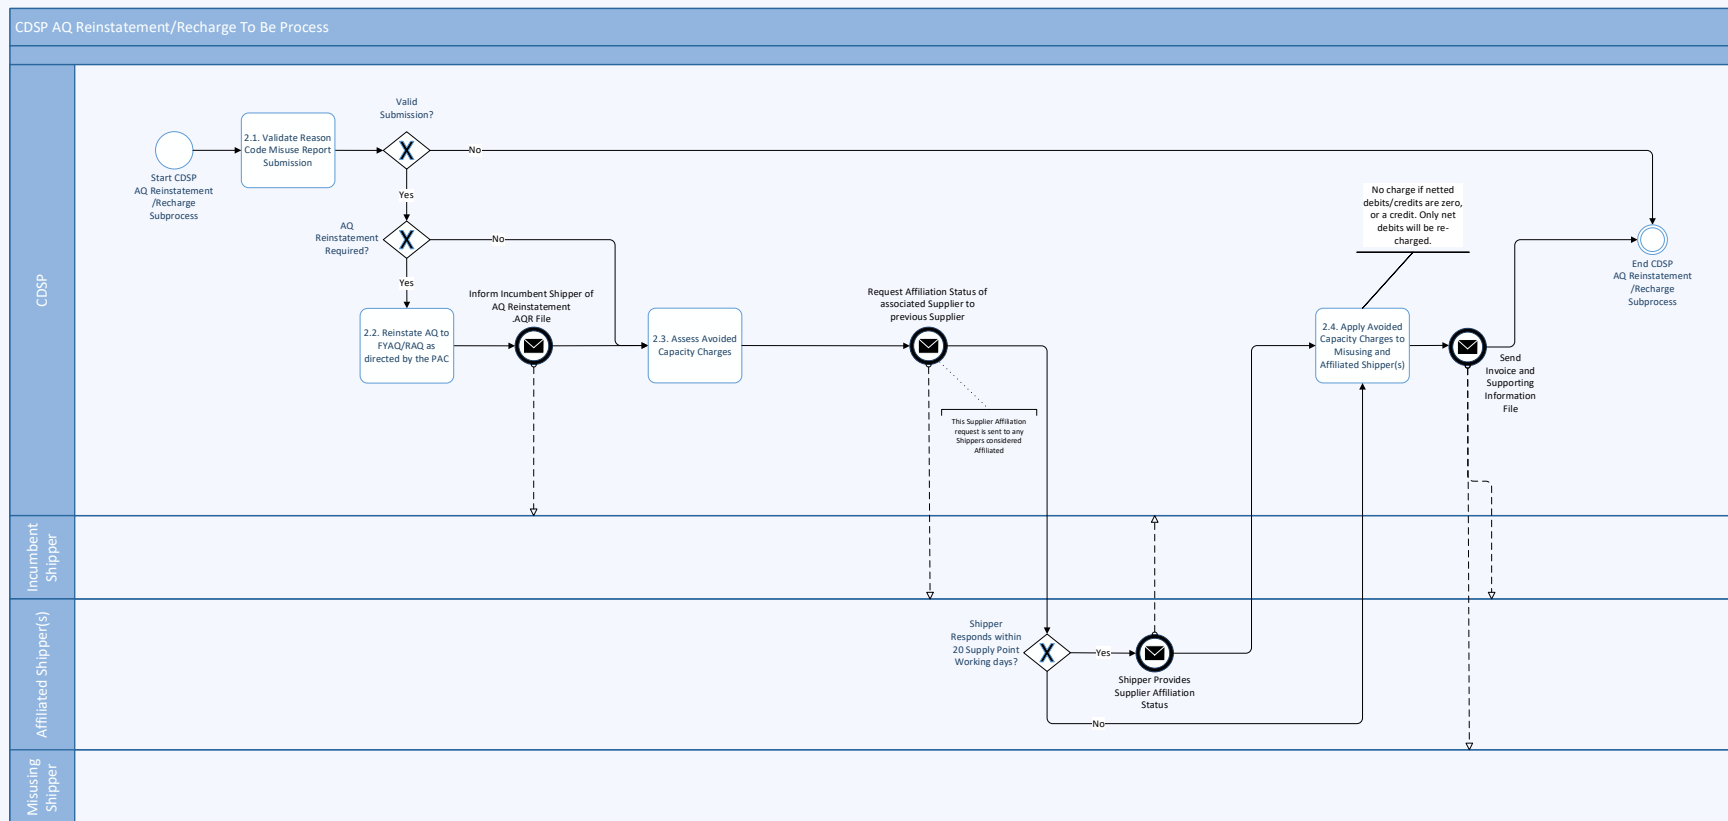 CDSP AQ Reinstatement/Recharge To Be Process
CDSP
Valid
Submission?
2.1. Validate Reason
Code Misuse Report
Submission
No
Start CDSP
AQ Reinstatement
/Recharge
Subprocess
Yes
AQ
Reinstatement
Required?
No
Yes
Inform Incumbent Shipper of
AQ Reinstatement
.AQR File
2.2. Reinstate AQ to
FYAQ/RAQ as
directed by the PAC
2.3. Assess Avoided
Capacity Charges
Request Affiliation Status of
associated Supplier to
previous Supplier
This Supplier Affiliation
request is sent to any
Shippers considered
Affiliated
No charge if netted
debits/credits are zero,
or a credit. Only net
debits will be re-
charged.
2.4. Apply Avoided
Capacity Charges to
Misusing and
Affiliated Shipper(s)
Send
Invoice and
Supporting
Information
File
End CDSP
AQ Reinstatement
/Recharge
Subprocess
Incumbent
Shipper
Affiliated Shipper(s)
Shipper
Responds within
20 Supply Point
Working days?
Yes
Shipper Provides
Supplier Affiliation
Status
No
Misusing
Shipper